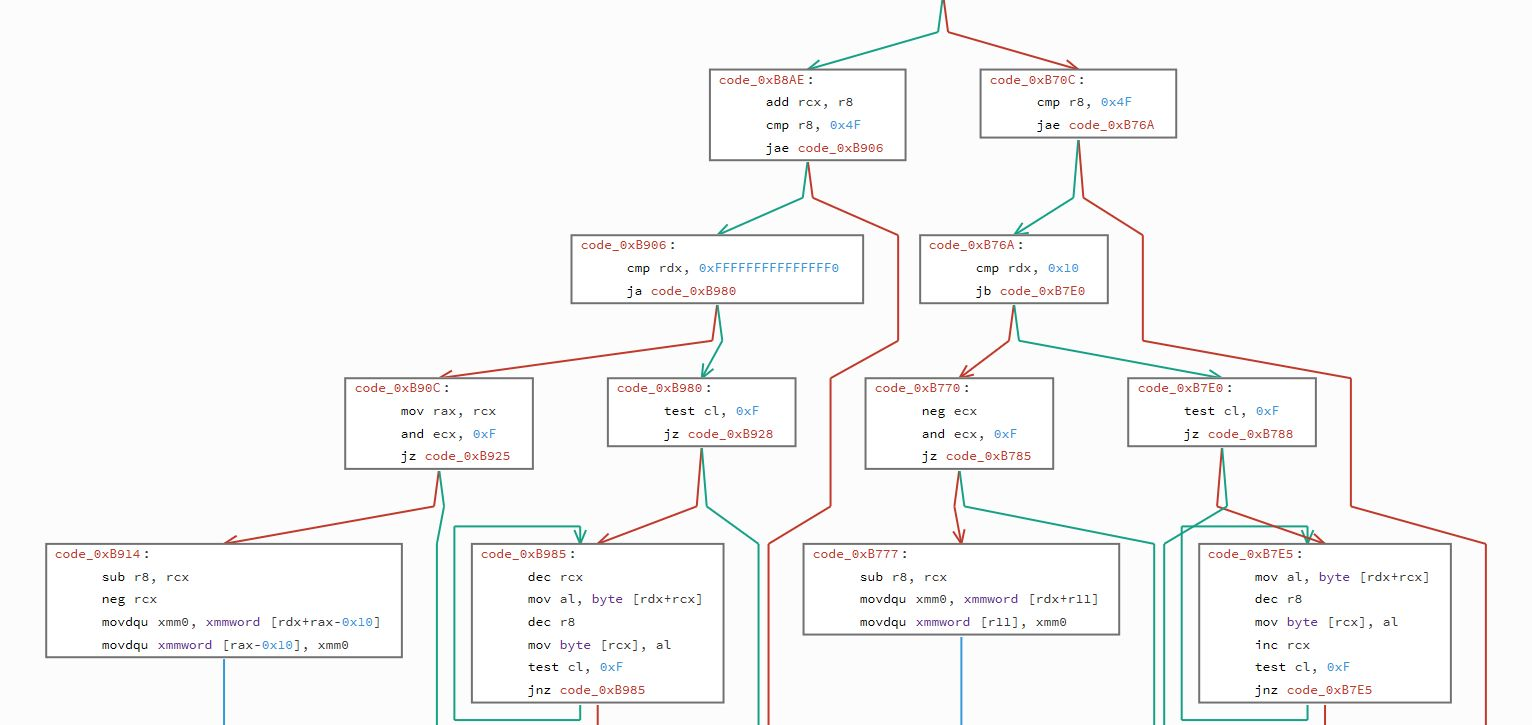 code_0xB8AE:
add rcx, r8
cmp r8, 0x4F
jae code_0xB906
code_0xB70C:
cmp r8, 0x4F
jae code_0xB76A
code_0xB906:
cmp rdx, 0xFFFFFFFFFFFFFFF0
ja code_0xB980
code_0xB76A:
cmp rdx, 0x10
jb code_0xB7E0
code_0xB90C:
mov rax, rcx
and ecx, 0xF
jz code_0xB925
code_0xB980:
test cl, 0xF
jz code_0xB928
code_0xB770:
neg ecx
and ecx, 0xF
jz code_0xB785
code_0xB7E0:
test cl, 0xF
jz code_0xB788
code_0xB914:
sub r8, rcx
neg rcx
movdqu xmm0, xmmword [rdx+rax-0x10]
movdqu xmmword [rax-0x10], xmm0
code_0xB985:
dec rcx
mov al, byte [rdx+rcx]
dec r8
mov byte [rcx], al
test cl, 0xF
jnz code_0xB985
code_0xB777:
sub r8, rcx
movdqu xmm0, xmmword [rdx+r11]
movdqu xmmword [r11], xmm0
code_0xB7E5:
mov al, byte [rdx+rcx]
dec r8
mov byte [rcx], al
inc rcx
test cl, 0xF
jnz code_0xB7E5